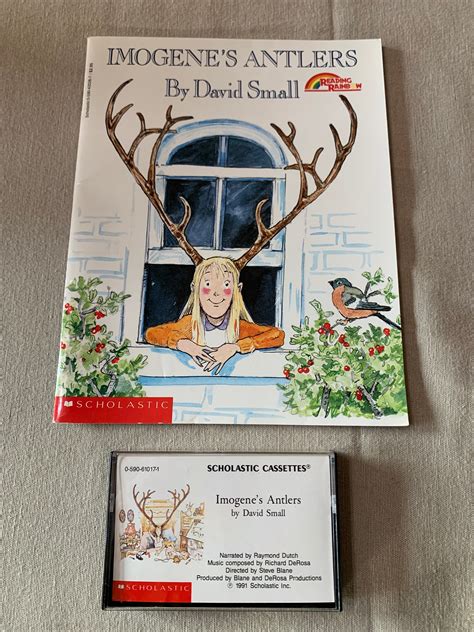 IMOGENE'S ANTLERS
By David Small
READING
RAINBOW
SCHOLASTIC
0-590-61017-1
SCHOLASTIC CASSETTES®
Imogene's Antlers
by David Small
Narrated by Raymond Dutch
Music composed by Richard DeRosa
Directed by Steve Blane
Produced by Blane and DeRosa Productions
℗ 1991 Scholastic Inc.
SCHOLASTIC